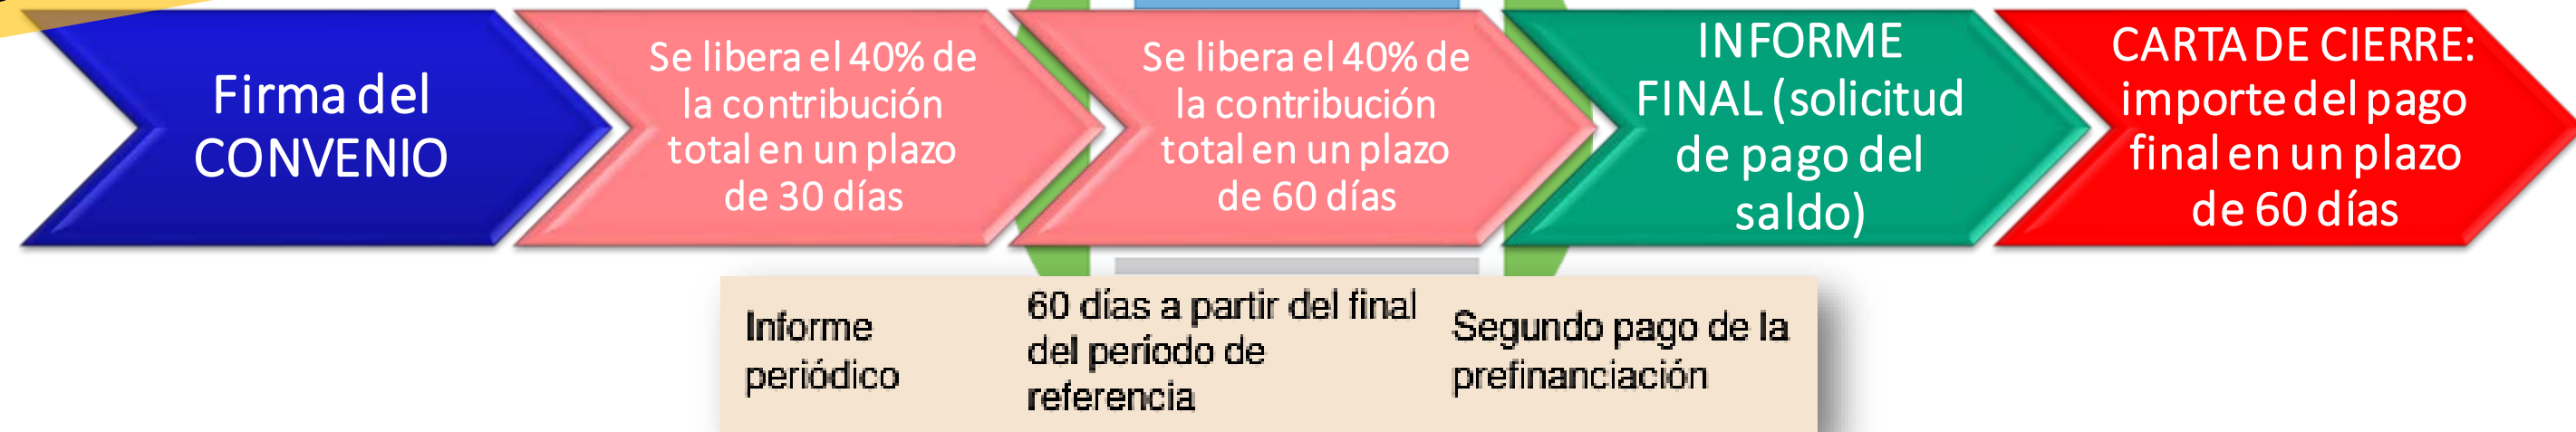 Firma del
CONVENIO
Se libera el 40% de
la contribución
total en un plazo
de 30 días
Se libera el 40% de
la contribución
total en un plazo
de 60 días
INFORME
FINAL (solicitud
de pago del
saldo)
CARTA DE CIERRE:
importe del pago
final en un plazo
de 60 días
Informe
periódico
60 días a partir del final
del período de
referencia
Segundo pago de la
prefinanciación